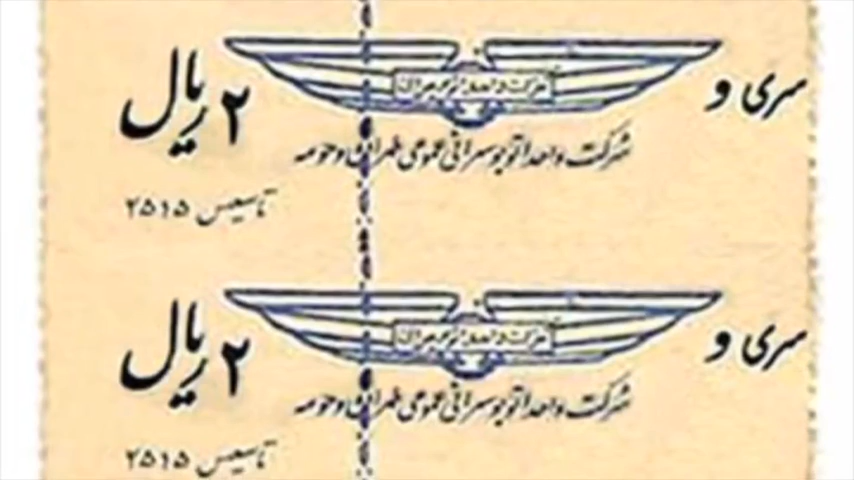 سری و
شرکت واحد اتوبوسرانی عمومی طهران و حومه
۲ ریال
تاسیس ۲۵۱۵
سری و
شرکت واحد اتوبوسرانی عمومی طهران و حومه
۲ ریال
تاسیس ۲۵۱۵